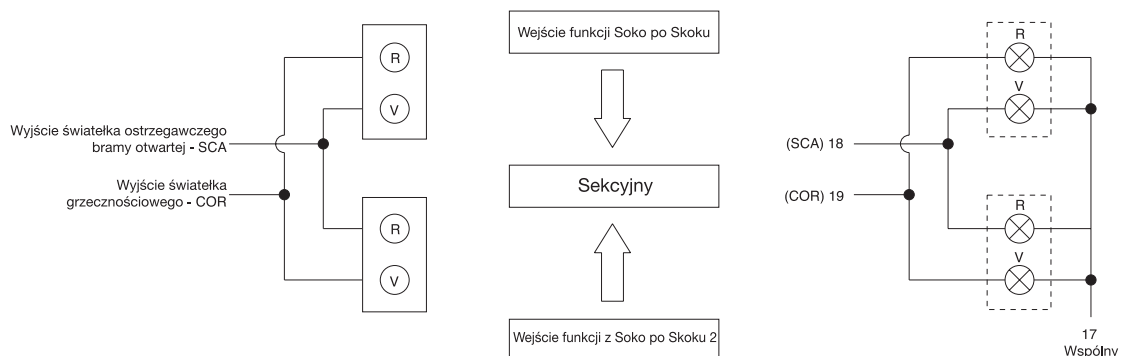 R
V
Wyjście światełka ostrzegawczego
bramy otwartej - SCA
Wyjście światełka
grzecznościowego - COR
R
V
Wejście funkcji Soko po Skoku
Sekcyjny
Wejście funkcji z Soko po Skoku 2
R
V
(SCA) 18
(COR) 19
R
V
17
Wspólny